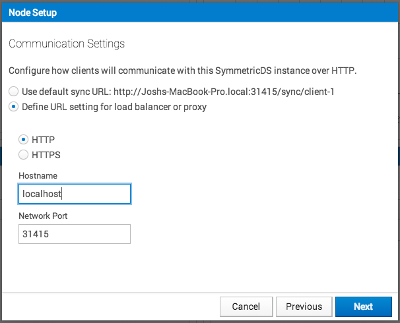 Node Setup
Communication Settings
Configure how clients will communicate with this SymmetricDS instance over HTTP.
Use default sync URL: http://Joshs-MacBook-Pro.local:31415/sync/client-1
Define URL setting for load balancer or proxy
HTTP
HTTPS
Hostname
localhost
Network Port
31415
Cancel Previous Next